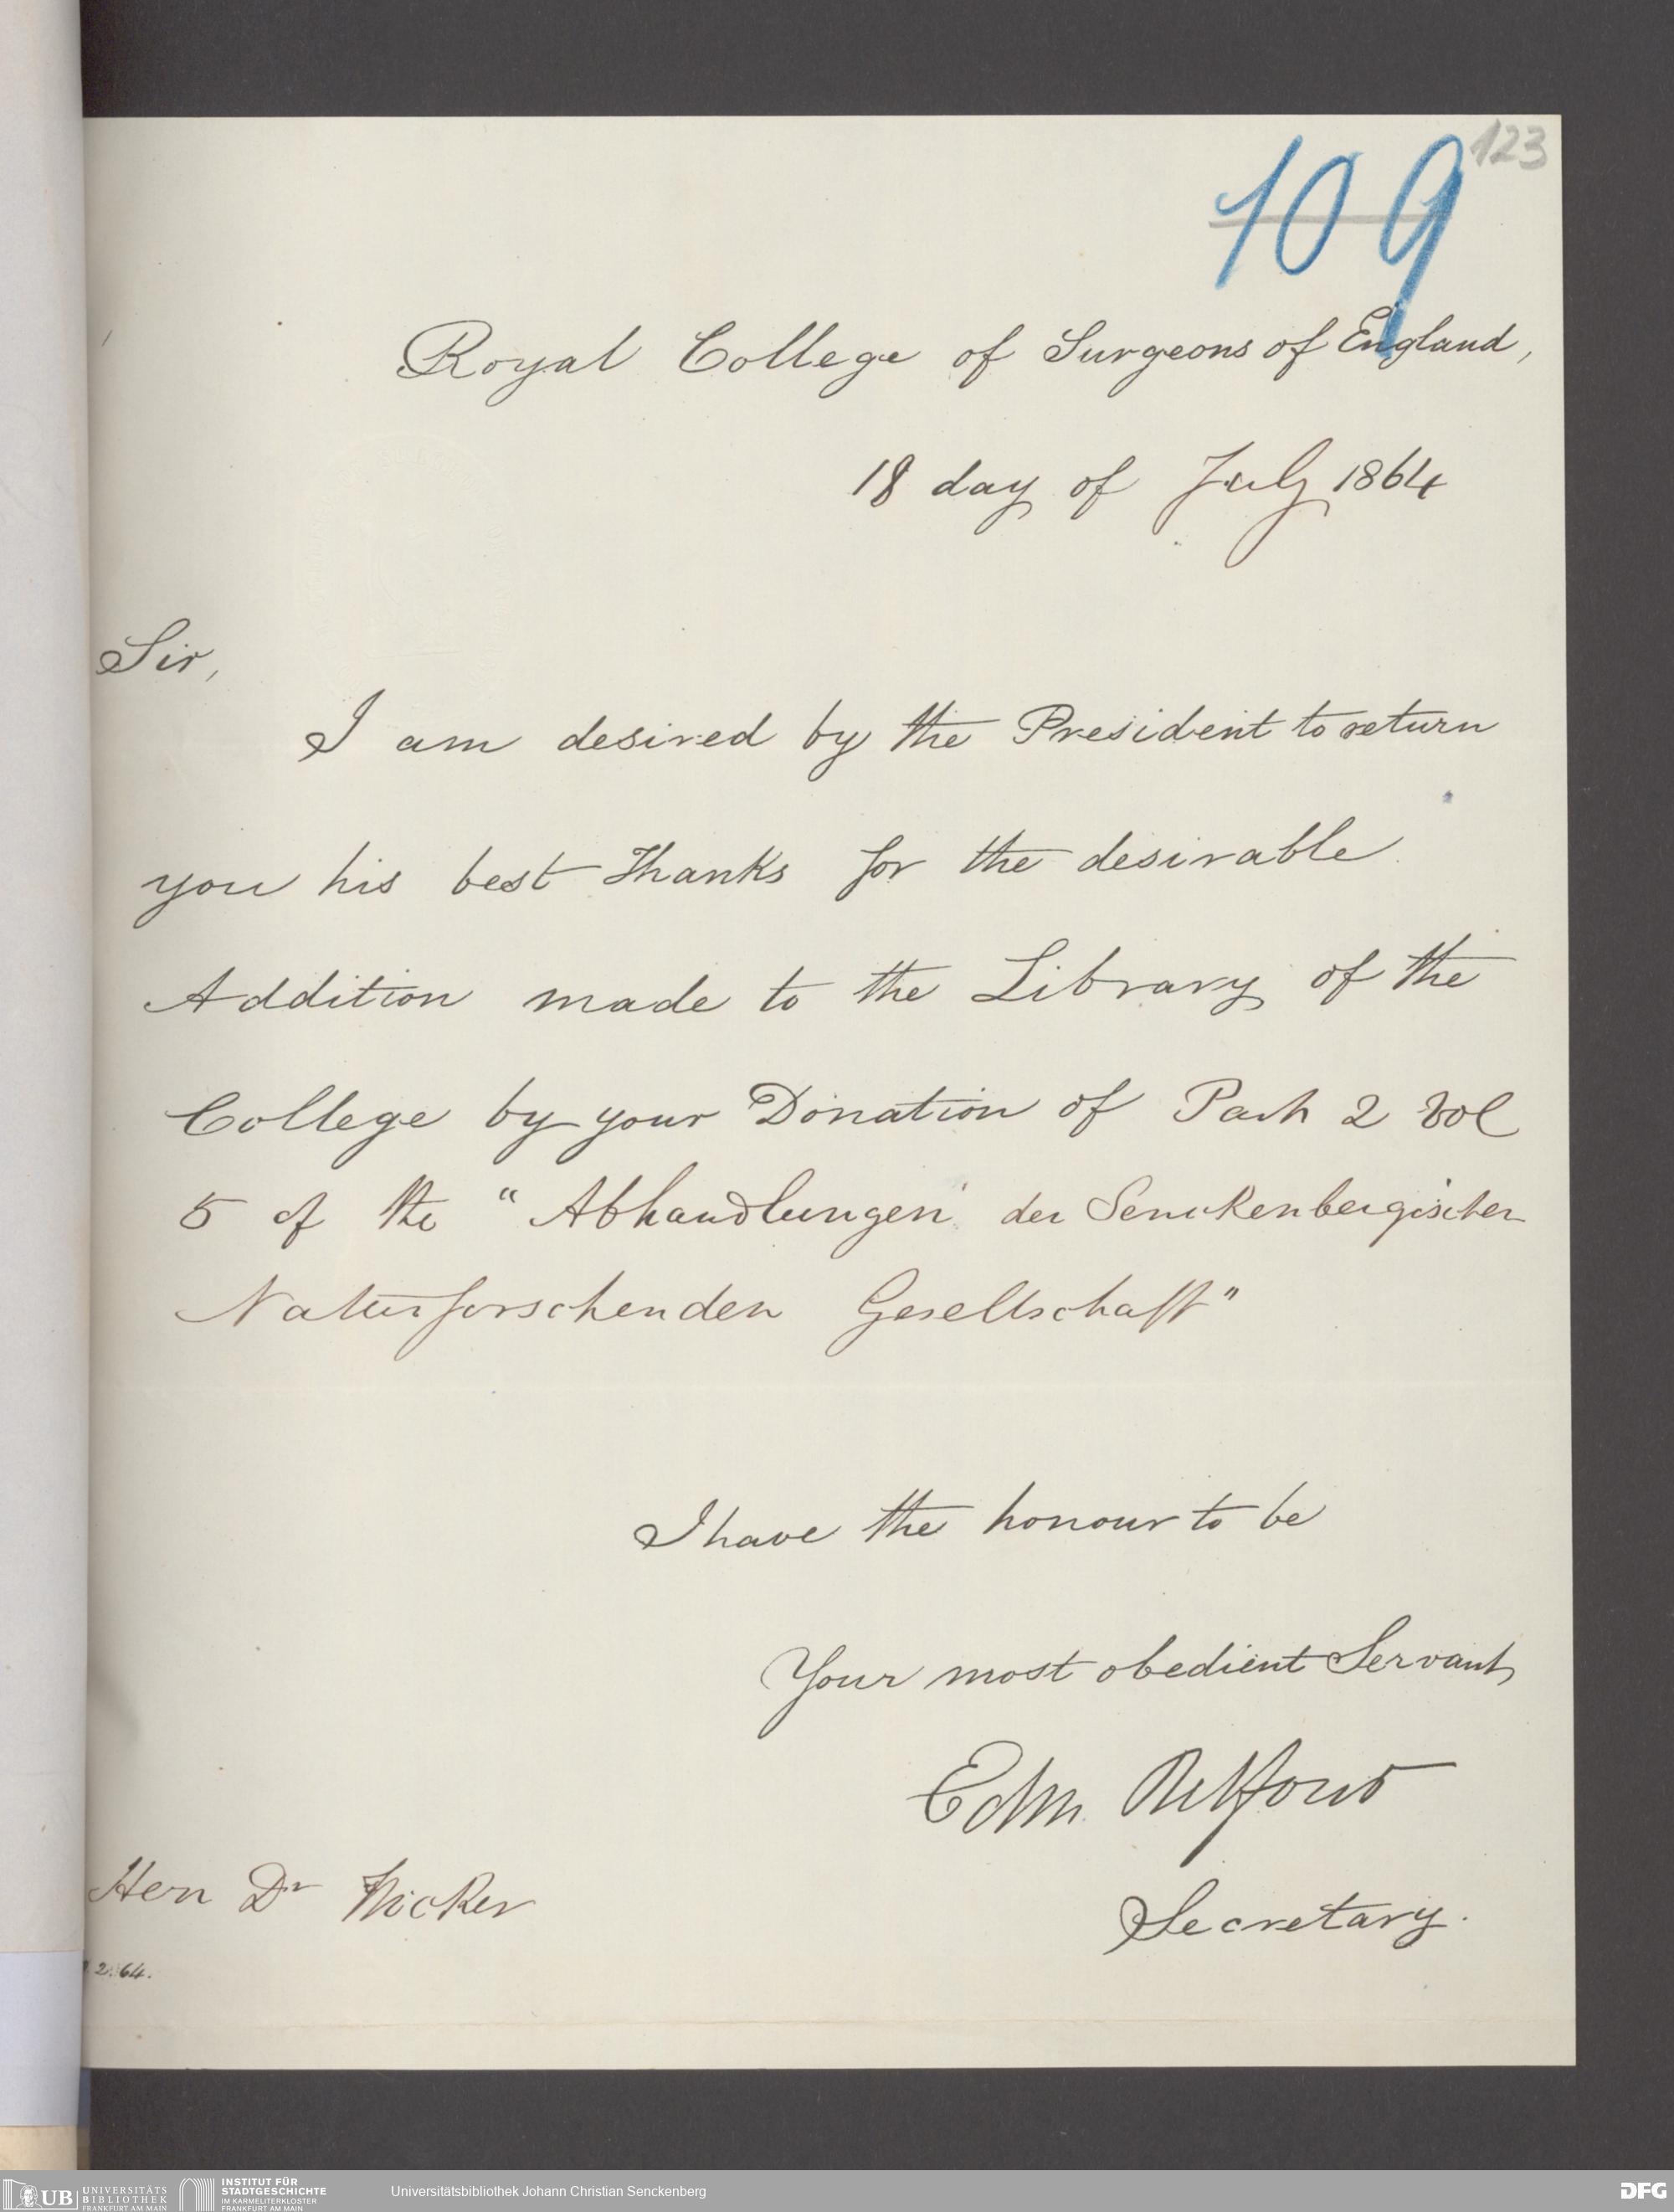 123
109
Royal College of Surgeons of England,
18 day of July 1864
Sir,
I am desired by the President to return
you his best Thanks for the desirable
Addition made to the Library of the
College by your Donation of Part 2 Vol
5 of the "Abhandlungen der Senckenbergischen
Naturforschenden Gesellschaft"
I have the honour to be
Your most obedient Servant,
Edm Belfour
Secretary.
Herr Dr
2.64.
UB UNIVERSITÄTS
BIBLIOTHEK
FRANKFURT AM MAIN
INSTITUT FÜR
STADTGESCHICHTE
IM KARMELITERKLOSTER
FRANKFURT AM MAIN
Universitätsbibliothek Johann Christian Senckenberg
DFG